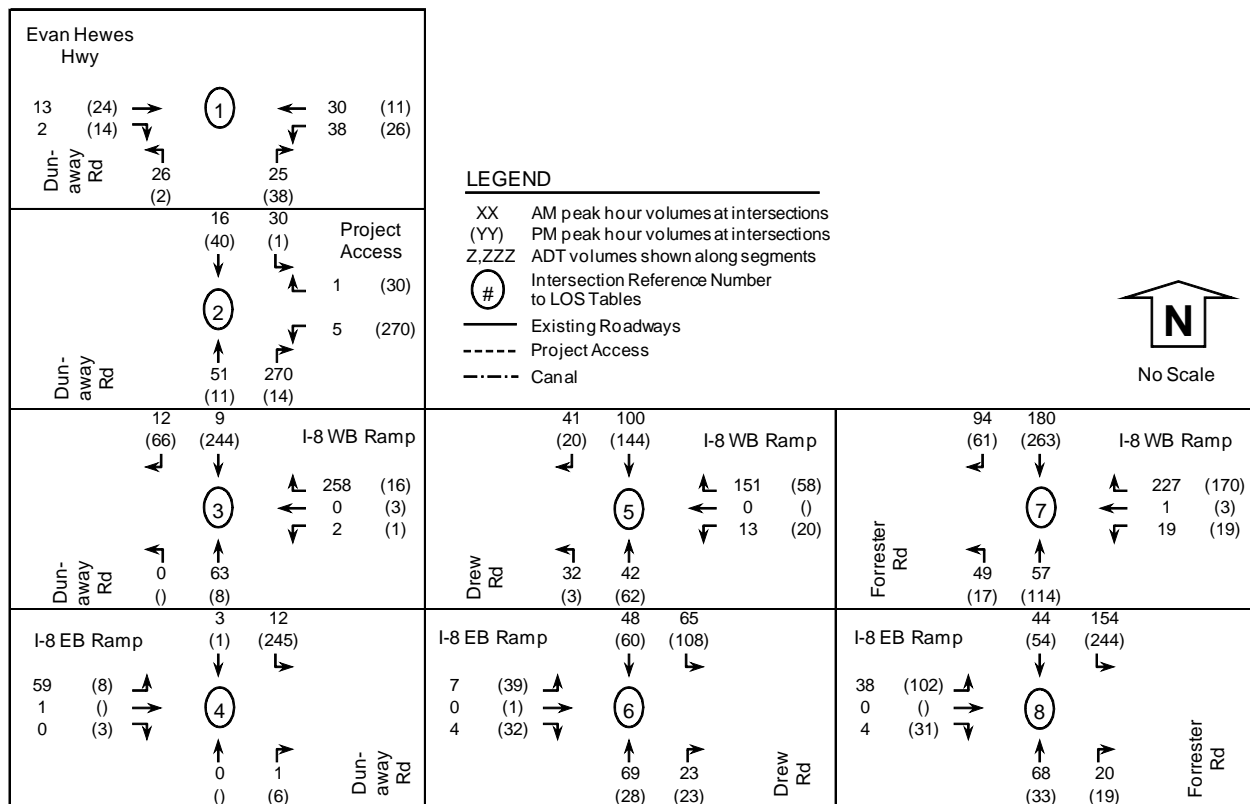 Evan Hewes
Hwy
13 (24)
2 (14)
1
30 (11)
38 (26)
Dun-
away
Rd
26
(2)
25
(38)
LEGEND
XX AM peak hour volumes at intersections
(YY) PM peak hour volumes at intersections
Z,ZZZ ADT volumes shown along segments
# Intersection Reference Number
to LOS Tables
Existing Roadways
Project Access
Canal
N
No Scale
16 30
(40) (1)
Project
Access
1 (30)
2
5 (270)
Dun-
away
Rd
51 270
(11) (14)
12 9
(66) (244)
I-8 WB Ramp
258 (16)
3
0 (3)
2 (1)
Dun-
away
Rd
0 63
() (8)
41 100
(20) (144)
I-8 WB Ramp
151 (58)
5
0 ()
13 (20)
Drew
Rd
32 42
(3) (62)
94 180
(61) (263)
I-8 WB Ramp
227 (170)
7
1 (3)
19 (19)
Forrester
Rd
49 57
(17) (114)
3 12
(1) (245)
I-8 EB Ramp
59 (8)
1 ()
0 (3)
4
Dun-
away
Rd
0 1
() (6)
48 65
(60) (108)
I-8 EB Ramp
7 (39)
0 (1)
4 (32)
6
Drew
Rd
69 23
(28) (23)
44 154
(54) (244)
I-8 EB Ramp
38 (102)
0 ()
4 (31)
8
Forrester
Rd
68 20
(33) (19)